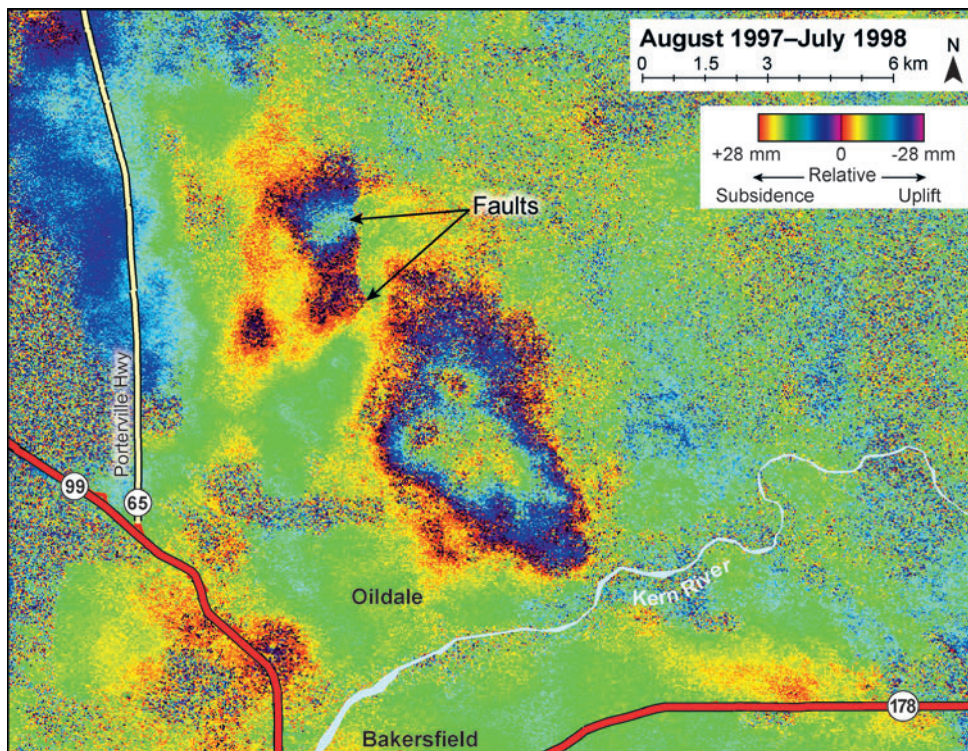 August 1997–July 1998
N
0 1.5 3 6 km
+28 mm 0 -28 mm
Relative
Subsidence Uplift
Faults
Porterville Hwy
99
65
Kern River
Oildale
178
Bakersfield